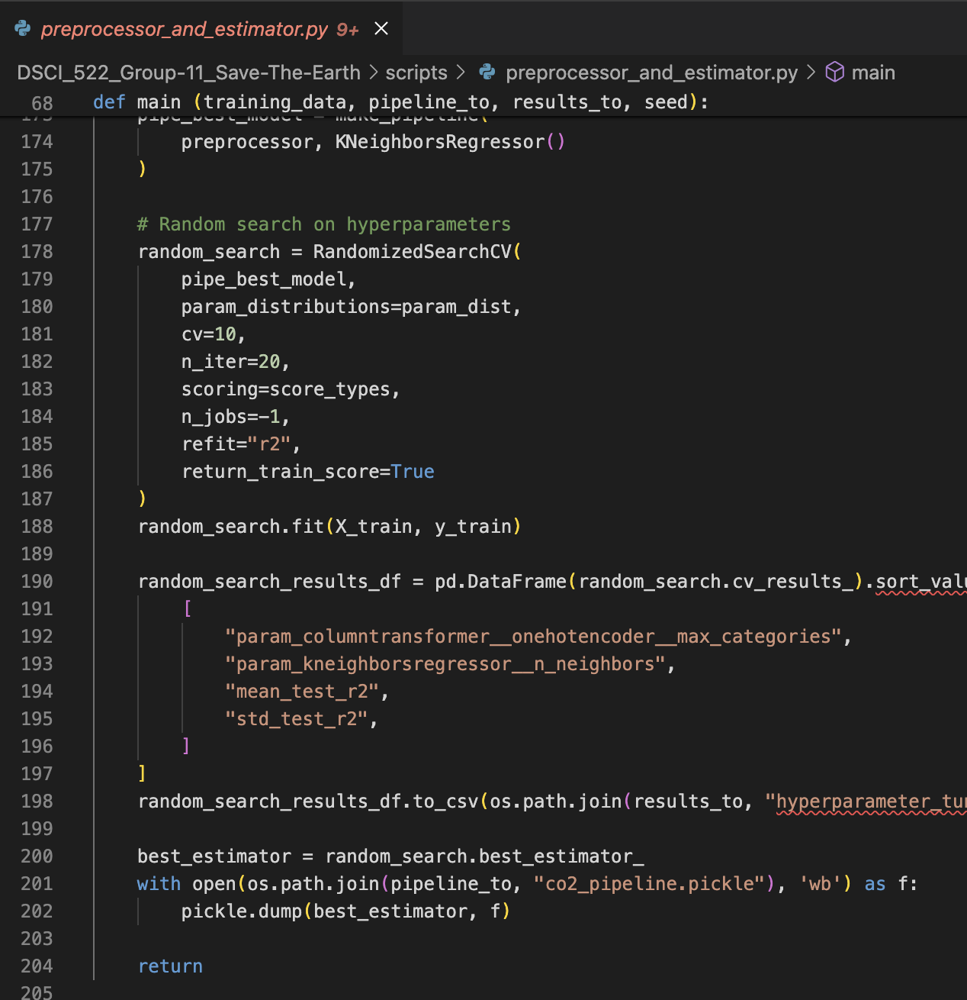 preprocessor_and_estimator.py 9+
DSCI_522_Group-11_Save-The-Earth > scripts > preprocessor_and_estimator.py > main
68 def main (training_data, pipeline_to, results_to, seed):
173 pipe_best_model = make_pipeline(
174 preprocessor, KNeighborsRegressor()
175 )
176
177 # Random search on hyperparameters
178 random_search = RandomizedSearchCV(
179 pipe_best_model,
180 param_distributions=param_dist,
181 cv=10,
182 n_iter=20,
183 scoring=score_types,
184 n_jobs=-1,
185 refit="r2",
186 return_train_score=True
187 )
188 random_search.fit(X_train, y_train)
189
190 random_search_results_df = pd.DataFrame(random_search.cv_results_).sort_valu
191 [
192 "param_columntransformer__onehotencoder__max_categories",
193 "param_kneighborsregressor__n_neighbors",
194 "mean_test_r2",
195 "std_test_r2",
196 ]
197 ]
198 random_search_results_df.to_csv(os.path.join(results_to, "hyperparameter_tun
199
200 best_estimator = random_search.best_estimator_
201 with open(os.path.join(pipeline_to, "co2_pipeline.pickle"), 'wb') as f:
202 pickle.dump(best_estimator, f)
203
204 return
205